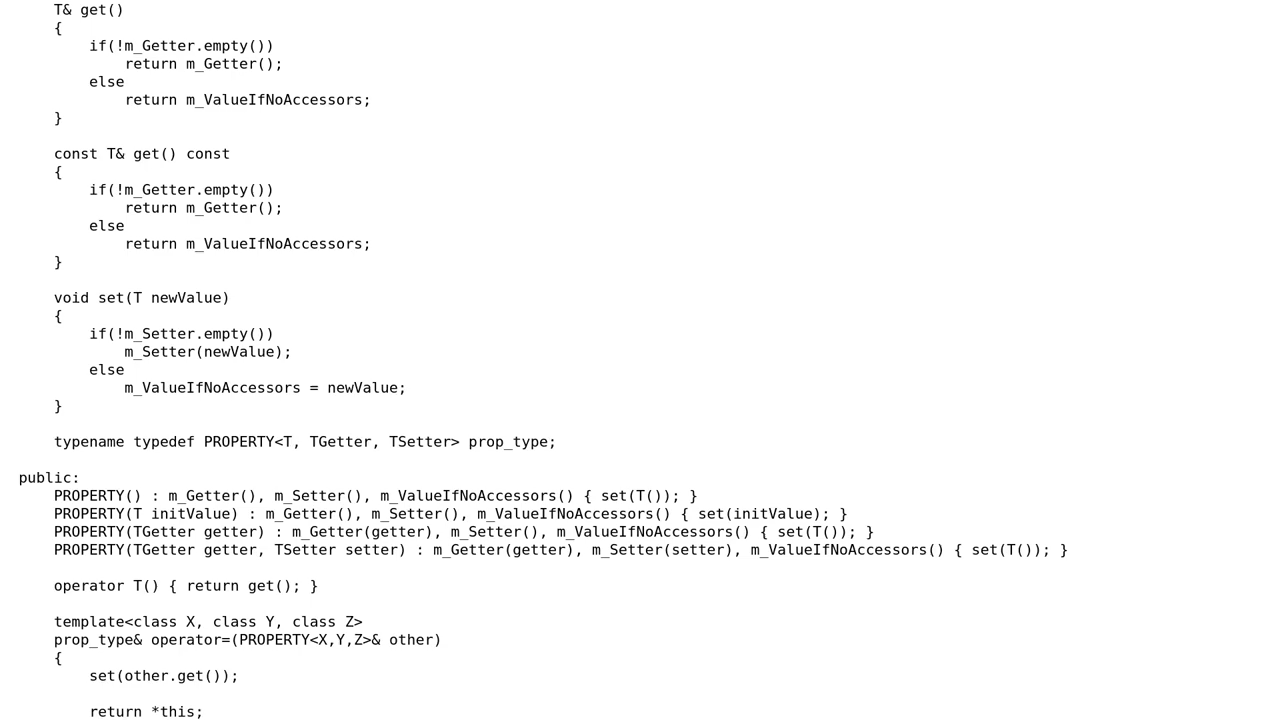 T& get()
{
if(!m_Getter.empty())
return m_Getter();
else
return m_ValueIfNoAccessors;
}
const T& get() const
{
if(!m_Getter.empty())
return m_Getter();
else
return m_ValueIfNoAccessors;
}
void set(T newValue)
{
if(!m_Setter.empty())
m_Setter(newValue);
else
m_ValueIfNoAccessors = newValue;
}
typename typedef PROPERTY<T, TGetter, TSetter> prop_type;
public:
PROPERTY() : m_Getter(), m_Setter(), m_ValueIfNoAccessors() { set(T()); }
PROPERTY(T initValue) : m_Getter(), m_Setter(), m_ValueIfNoAccessors() { set(initValue); }
PROPERTY(TGetter getter) : m_Getter(getter), m_Setter(), m_ValueIfNoAccessors() { set(T()); }
PROPERTY(TGetter getter, TSetter setter) : m_Getter(getter), m_Setter(setter), m_ValueIfNoAccessors() { set(T()); }
operator T() { return get(); }
template<class X, class Y, class Z>
prop_type& operator=(PROPERTY<X,Y,Z>& other)
{
set(other.get());
return *this;